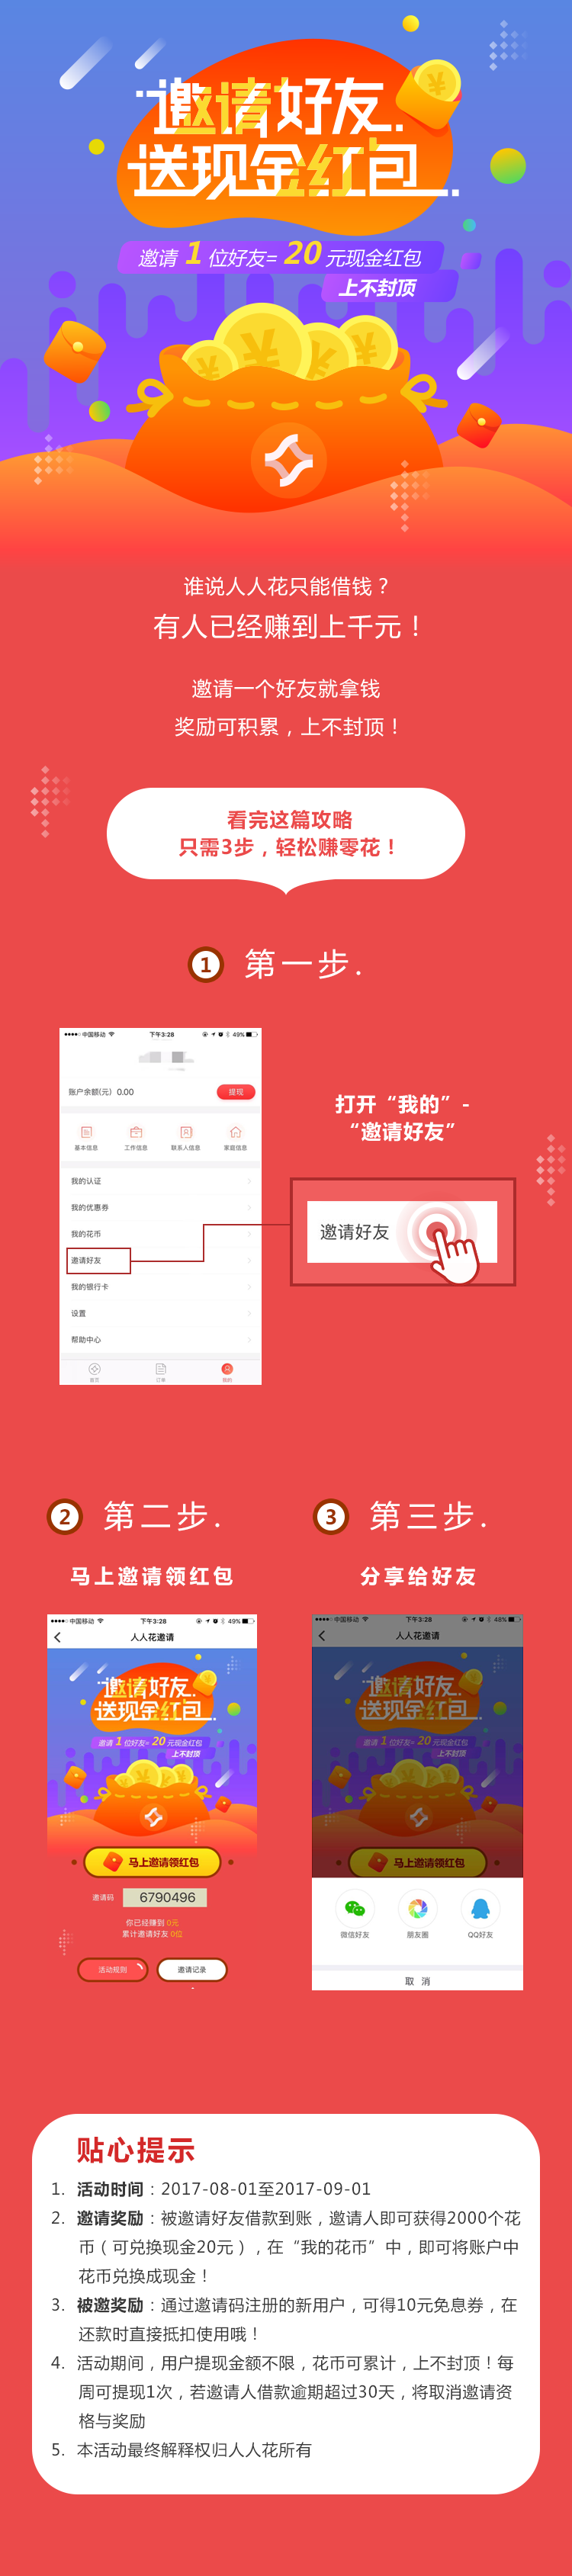 邀请好友
送现金红包
邀请 1 位好友= 20 元现金红包
上不封顶
谁说人人花只能借钱？
有人已经赚到上千元！
邀请一个好友就拿钱
奖励可积累，上不封顶！
看完这篇攻略
只需3步，轻松赚零花！
1 第一步.
中国移动 下午3:28 49%
账户余额(元) 0.00 提现
基本信息 工作信息 联系人信息 家庭信息
我的认证
我的优惠券
我的花币
邀请好友
我的银行卡
设置
帮助中心
首页 订单 我的
打开“我的”-
“邀请好友”
邀请好友
2 第二步.
马上邀请领红包
中国移动 下午3:28 49%
人人花邀请
邀请好友
送现金红包
邀请 1 位好友= 20 元现金红包
上不封顶
马上邀请领红包
邀请码 6790496
你已经赚到 0元
累计邀请好友 0位
活动规则 邀请记录
3 第三步.
分享给好友
中国移动 下午3:28 48%
人人花邀请
邀请好友
送现金红包
邀请 1 位好友= 20 元现金红包
上不封顶
马上邀请领红包
微信好友 朋友圈 QQ好友
取 消
贴心提示
1. 活动时间：2017-08-01至2017-09-01
2. 邀请奖励：被邀请好友借款到账，邀请人即可获得2000个花
币（可兑换现金20元），在“我的花币”中，即可将账户中
花币兑换成现金！
3. 被邀奖励：通过邀请码注册的新用户，可得10元免息券，在
还款时直接抵扣使用哦！
4. 活动期间，用户提现金额不限，花币可累计，上不封顶！每
周可提现1次，若邀请人借款逾期超过30天，将取消邀请资
格与奖励
5. 本活动最终解释权归人人花所有